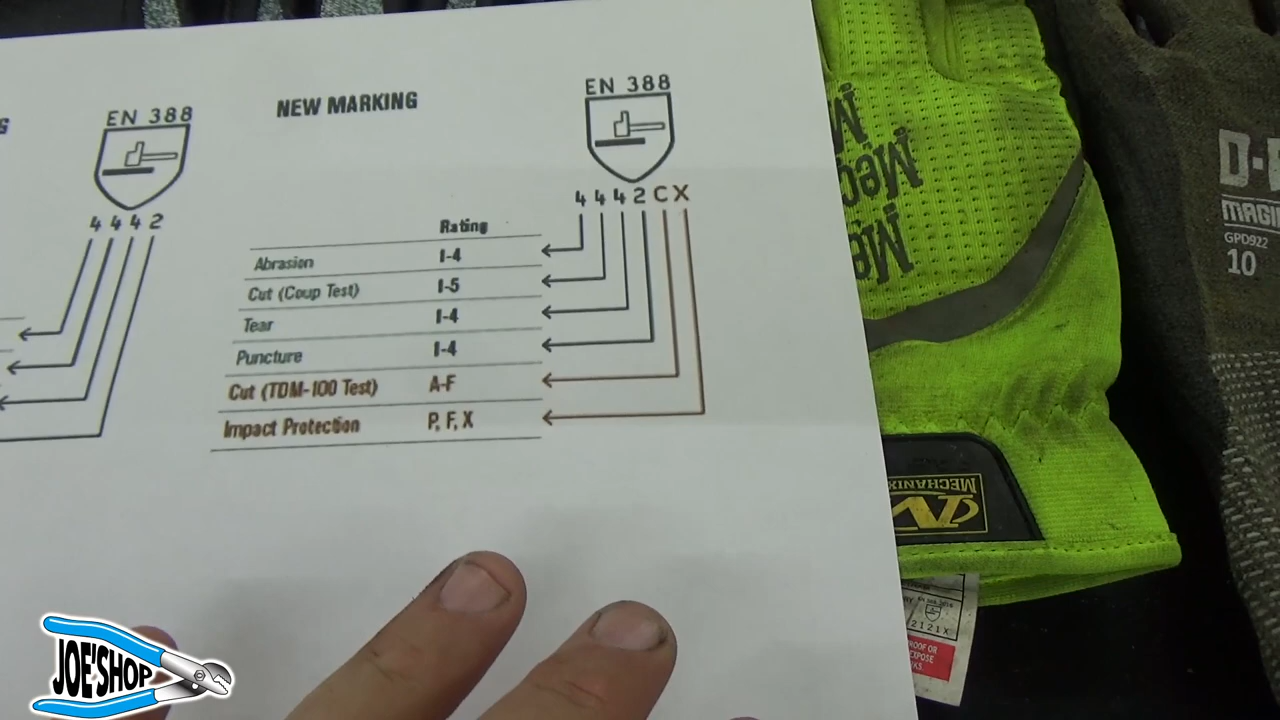 EN 388
4 4 4 2
NEW MARKING
EN 388
4 4 4 2 C X
Rating
Abrasion 1-4
Cut (Coup Test) 1-5
Tear 1-4
Puncture 1-4
Cut (TDM-100 Test) A-F
Impact Protection P, F, X
MECHANIX
2121X
GPD922
10
JOE'SHOP